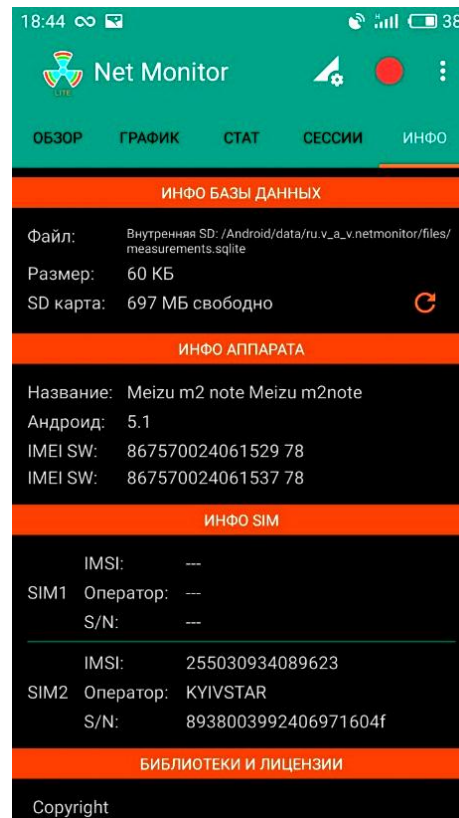 18:44 38
LITE
Net Monitor
ОБЗОР ГРАФИК СТАТ СЕССИИ ИНФО
ИНФО БАЗЫ ДАННЫХ
Файл: Внутренняя SD: /Android/data/ru.v_a_v.netmonitor/files/
measurements.sqlite
Размер: 60 КБ
SD карта: 697 МБ свободно
ИНФО АППАРАТА
Название: Meizu m2 note Meizu m2note
Андроид: 5.1
IMEI SW: 867570024061529 78
IMEI SW: 867570024061537 78
ИНФО SIM
IMSI: ---
SIM1 Оператор: ---
S/N: ---
IMSI: 255030934089623
SIM2 Оператор: KYIVSTAR
S/N: 8938003992406971604f
БИБЛИОТЕКИ И ЛИЦЕНЗИИ
Copyright